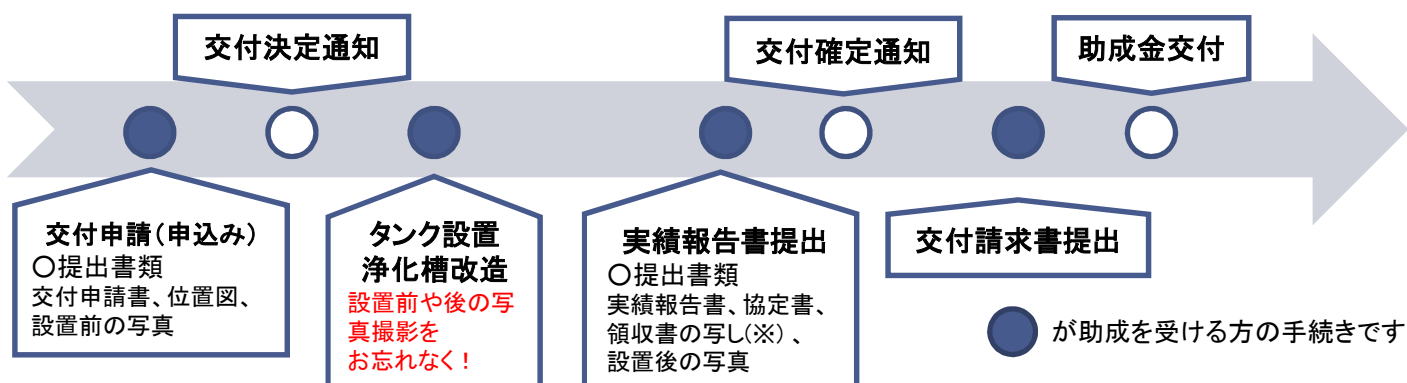 交付決定通知
交付確定通知
助成金交付
交付申請(申込み)
〇提出書類
交付申請書、位置図、
設置前の写真
タンク設置
浄化槽改造
設置前や後の写
真撮影を
お忘れなく!
実績報告書提出
〇提出書類
実績報告書、協定書、
領収書の写し(※)、
設置後の写真
交付請求書提出
が助成を受ける方の手続きです